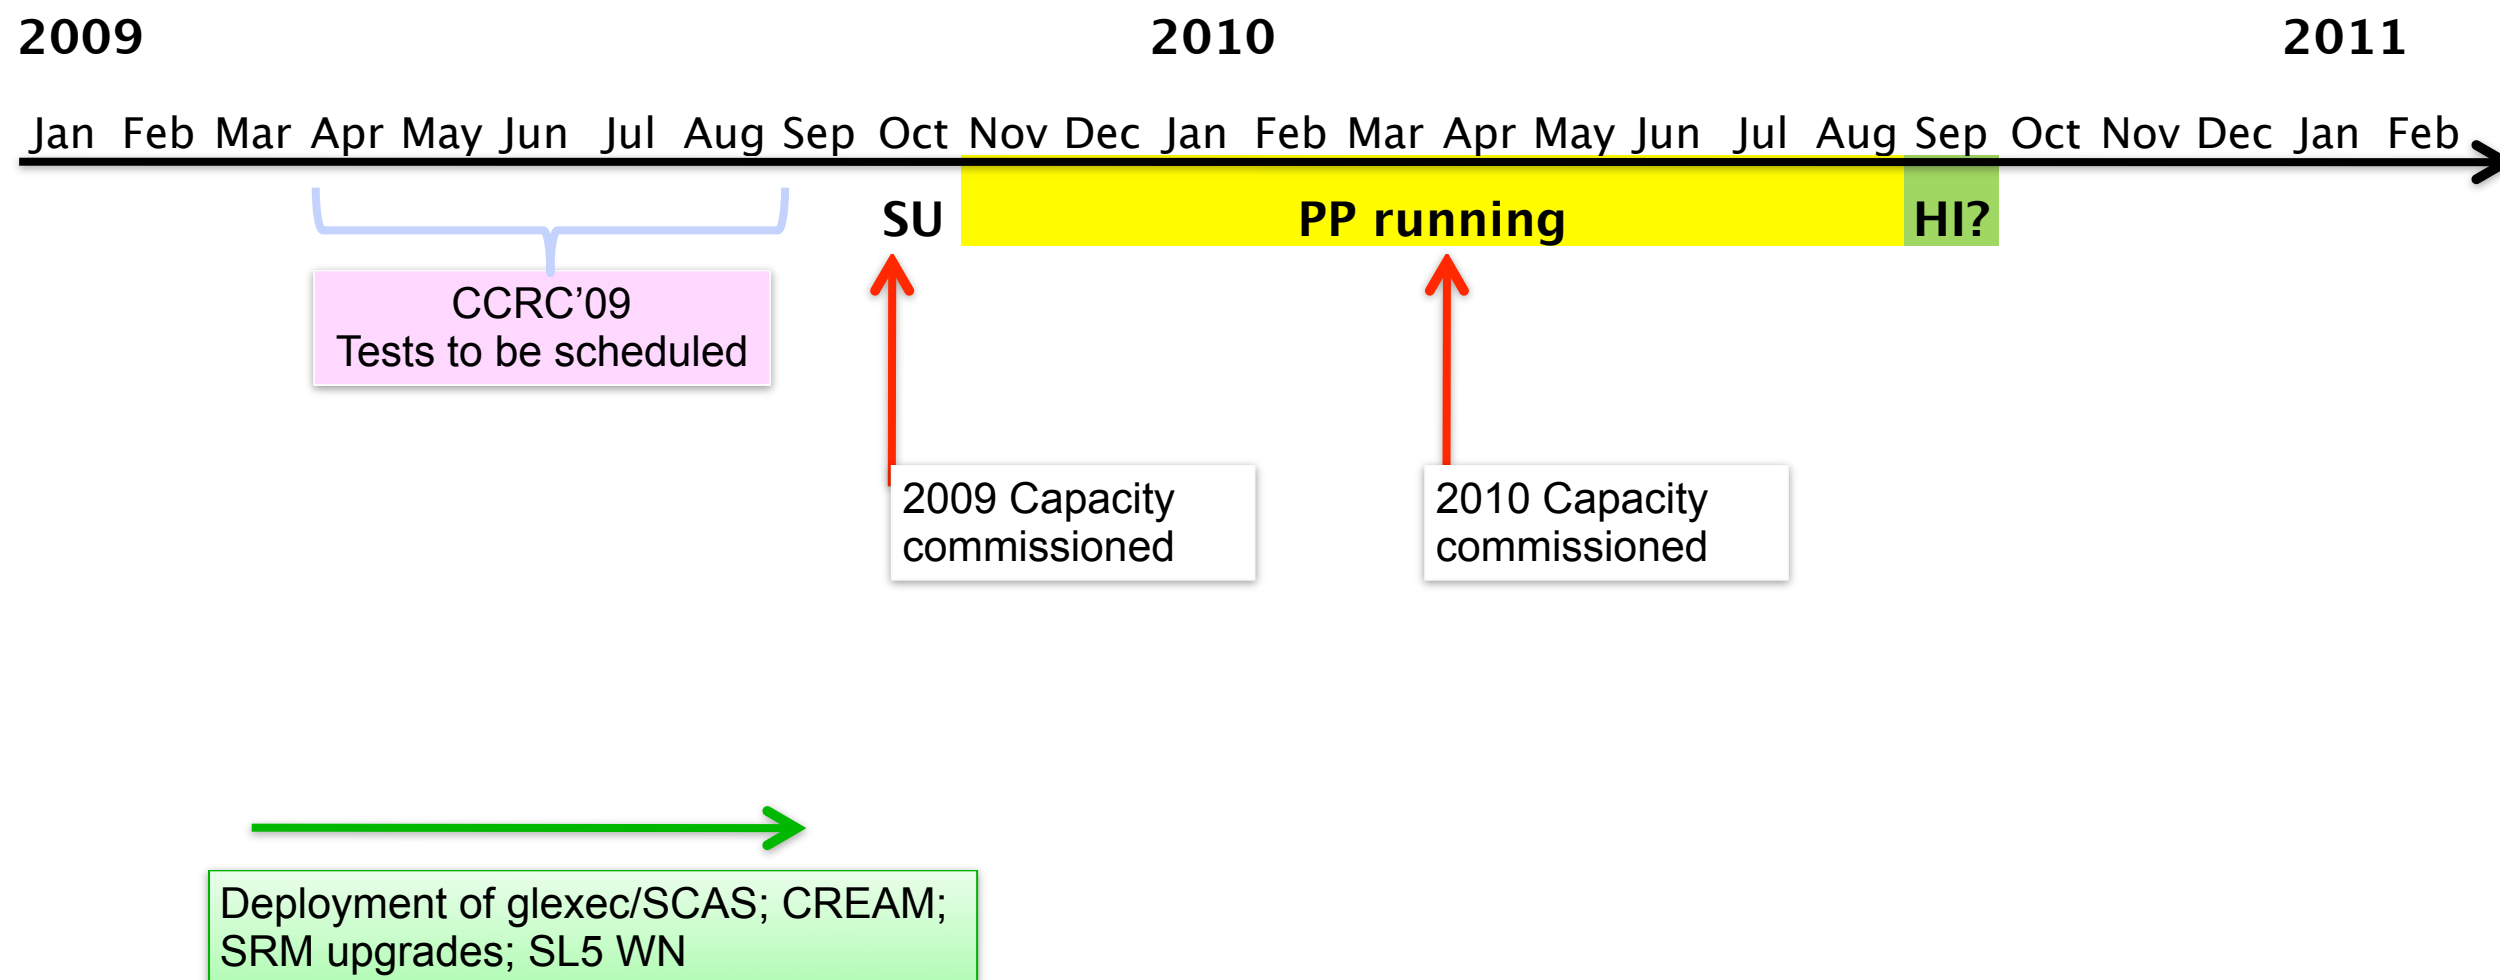 2009 2010 2011
Jan Feb Mar Apr May Jun Jul Aug Sep Oct Nov Dec Jan Feb Mar Apr May Jun Jul Aug Sep Oct Nov Dec Jan Feb
SU PP running HI?
CCRC’09
Tests to be scheduled
2009 Capacity
commissioned
2010 Capacity
commissioned
Deployment of glexec/SCAS; CREAM;
SRM upgrades; SL5 WN